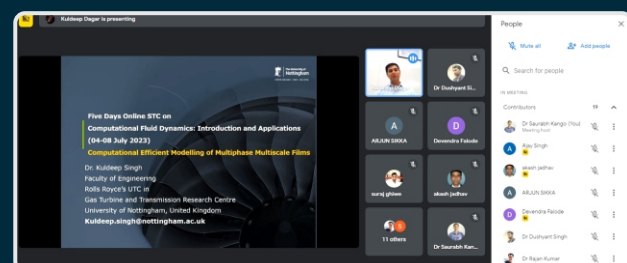 Kuldeep Dagar is presenting
The University of
Nottingham
Five Days Online STC on
Computational Fluid Dynamics: Introduction and Applications
(04-08 July 2023)
Computational Efficient Modelling of Multiphase Multiscale Films
Dr. Kuldeep Singh
Faculty of Engineering
Rolls Royce's UTC in
Gas Turbine and Transmission Research Centre
University of Nottingham, United Kingdom
Kuldeep.singh@nottingham.ac.uk
Dr Dushyant Si...
A
ARJUN SIKKA
D
Devendra Falode
suraj ghiwe
akash jadhav
11 others
Dr Saurabh Kan...
People
Mute all
Add people
Search for people
IN MEETING
Contributors
19
Dr Saurabh Kango (You)
Meeting host
Ajay Singh
akash jadhav
A
ARJUN SIKKA
D
Devendra Falode
Dr Dushyant Singh
Dr Rajan Kumar